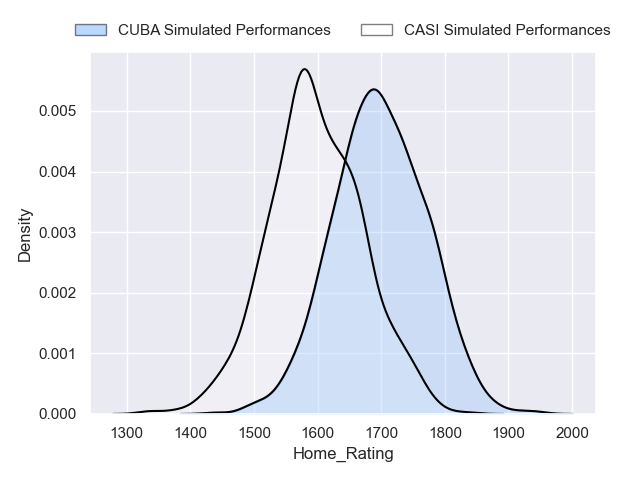 CUBA Simulated Performances CASI Simulated Performances
0.005
0.004
0.003
0.002
0.001
0.000
Density
1300 1400 1500 1600 1700 1800 1900 2000
Home_Rating